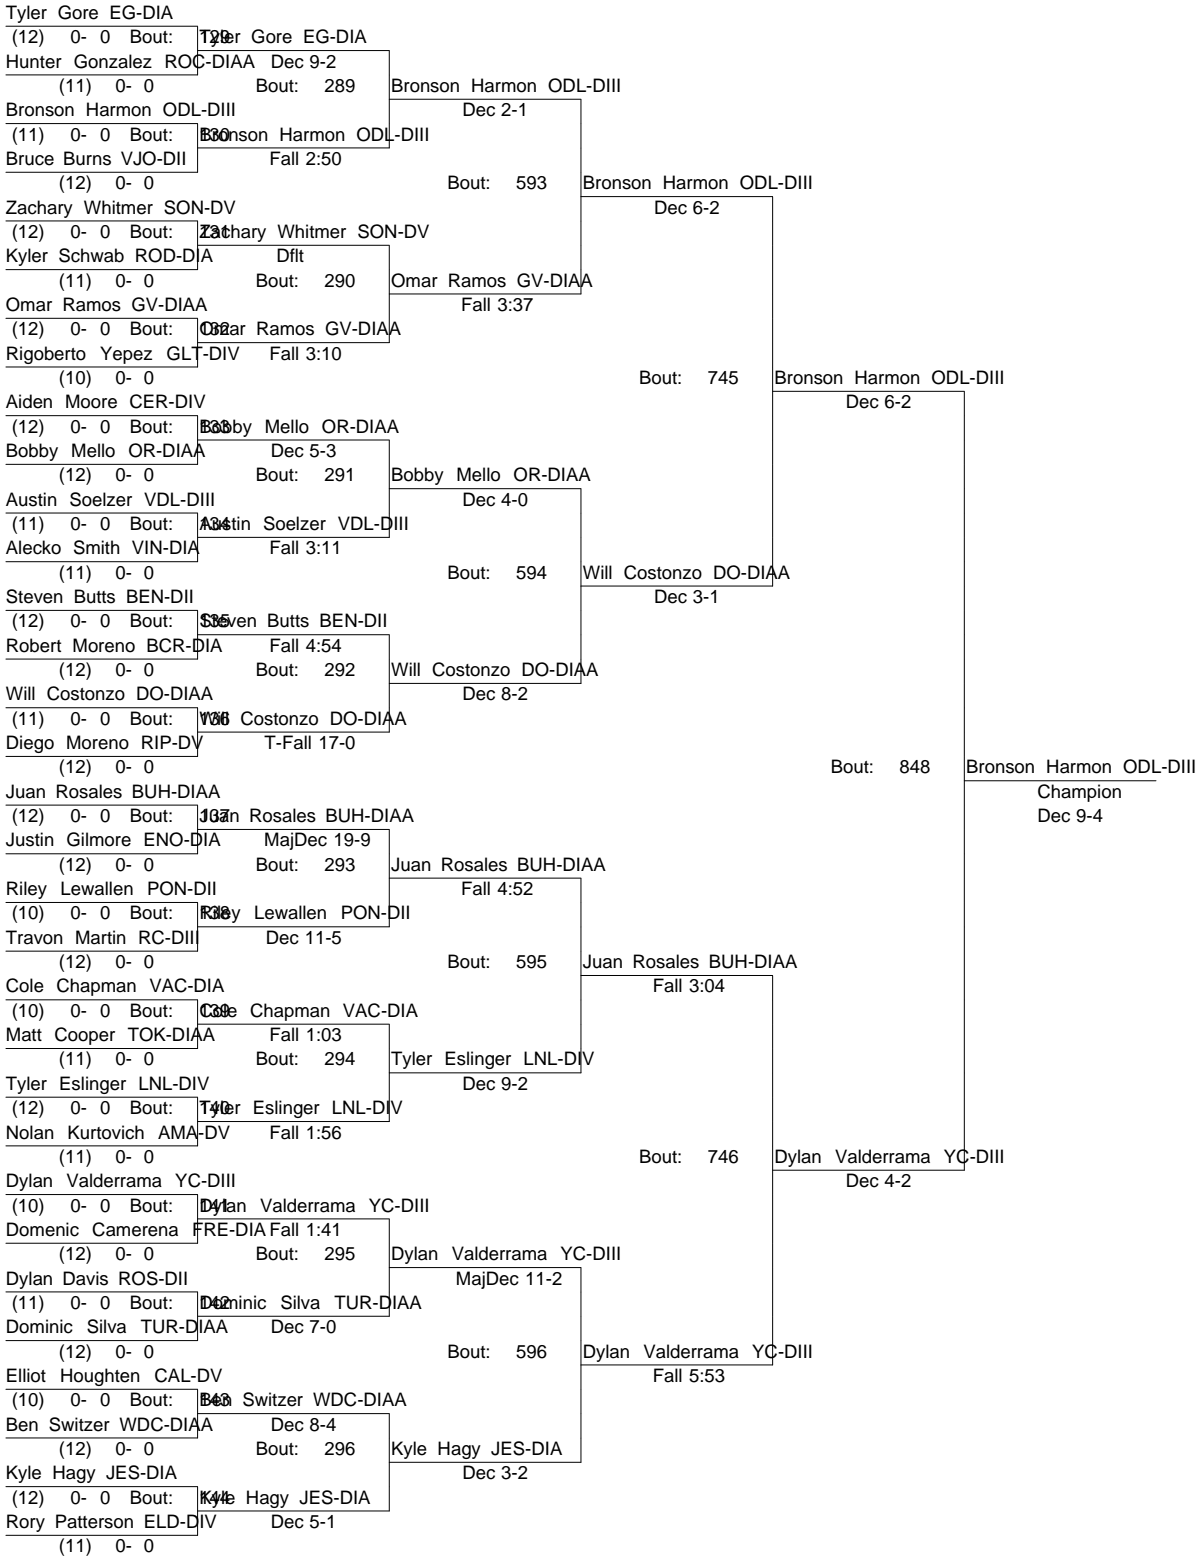 Tyler Gore EG-DIA
(12) 0- 0 Bout: 129 Tyler Gore EG-DIA
Hunter Gonzalez ROC-DIAA Dec 9-2
(11) 0- 0 Bout: 289 Bronson Harmon ODL-DIII
Bronson Harmon ODL-DIII Dec 2-1
(11) 0- 0 Bout: 130 Bronson Harmon ODL-DIII
Bruce Burns VJO-DII Fall 2:50
(12) 0- 0 Bout: 593 Bronson Harmon ODL-DIII
Zachary Whitmer SON-DV Dec 6-2
(12) 0- 0 Bout: 131 Zachary Whitmer SON-DV
Kyler Schwab ROD-DIA Dflt
(11) 0- 0 Bout: 290 Omar Ramos GV-DIAA
Omar Ramos GV-DIAA Fall 3:37
(12) 0- 0 Bout: 132 Omar Ramos GV-DIAA
Rigoberto Yepez GLT-DIV Fall 3:10
(10) 0- 0 Bout: 745 Bronson Harmon ODL-DIII
Aiden Moore CER-DIV Dec 6-2
(12) 0- 0 Bout: 133 Bobby Mello OR-DIAA
Bobby Mello OR-DIAA Dec 5-3
(12) 0- 0 Bout: 291 Bobby Mello OR-DIAA
Austin Soelzer VDL-DIII Dec 4-0
(11) 0- 0 Bout: 134 Austin Soelzer VDL-DIII
Alecko Smith VIN-DIA Fall 3:11
(11) 0- 0 Bout: 594 Will Costonzo DO-DIAA
Steven Butts BEN-DII Dec 3-1
(12) 0- 0 Bout: 135 Steven Butts BEN-DII
Robert Moreno BCR-DIA Fall 4:54
(12) 0- 0 Bout: 292 Will Costonzo DO-DIAA
Will Costonzo DO-DIAA Dec 8-2
(11) 0- 0 Bout: 136 Will Costonzo DO-DIAA
Diego Moreno RIP-DV T-Fall 17-0
(12) 0- 0 Bout: 848 Bronson Harmon ODL-DIII
Juan Rosales BUH-DIAA Champion
(12) 0- 0 Bout: 137 Juan Rosales BUH-DIAA Dec 9-4
Justin Gilmore ENO-DIA MajDec 19-9
(12) 0- 0 Bout: 293 Juan Rosales BUH-DIAA
Riley Lewallen PON-DII Fall 4:52
(10) 0- 0 Bout: 138 Riley Lewallen PON-DII
Travon Martin RC-DIII Dec 11-5
(12) 0- 0 Bout: 595 Juan Rosales BUH-DIAA
Cole Chapman VAC-DIA Fall 3:04
(10) 0- 0 Bout: 139 Cole Chapman VAC-DIA
Matt Cooper TOK-DIAA Fall 1:03
(11) 0- 0 Bout: 294 Tyler Eslinger LNL-DIV
Tyler Eslinger LNL-DIV Dec 9-2
(12) 0- 0 Bout: 140 Tyler Eslinger LNL-DIV
Nolan Kurtovich AMA-DV Fall 1:56
(11) 0- 0 Bout: 746 Dylan Valderrama YC-DIII
Dylan Valderrama YC-DIII Dec 4-2
(10) 0- 0 Bout: 141 Dylan Valderrama YC-DIII
Domenic Camerena FRE-DIA Fall 1:41
(12) 0- 0 Bout: 295 Dylan Valderrama YC-DIII
Dylan Davis ROS-DII MajDec 11-2
(11) 0- 0 Bout: 142 Dominic Silva TUR-DIAA
Dominic Silva TUR-DIAA Dec 7-0
(12) 0- 0 Bout: 596 Dylan Valderrama YC-DIII
Elliot Houghten CAL-DV Fall 5:53
(10) 0- 0 Bout: 143 Ben Switzer WDC-DIAA
Ben Switzer WDC-DIAA Dec 8-4
(12) 0- 0 Bout: 296 Kyle Hagy JES-DIA
Kyle Hagy JES-DIA Dec 3-2
(12) 0- 0 Bout: 144 Kyle Hagy JES-DIA
Rory Patterson ELD-DIV Dec 5-1
(11) 0- 0